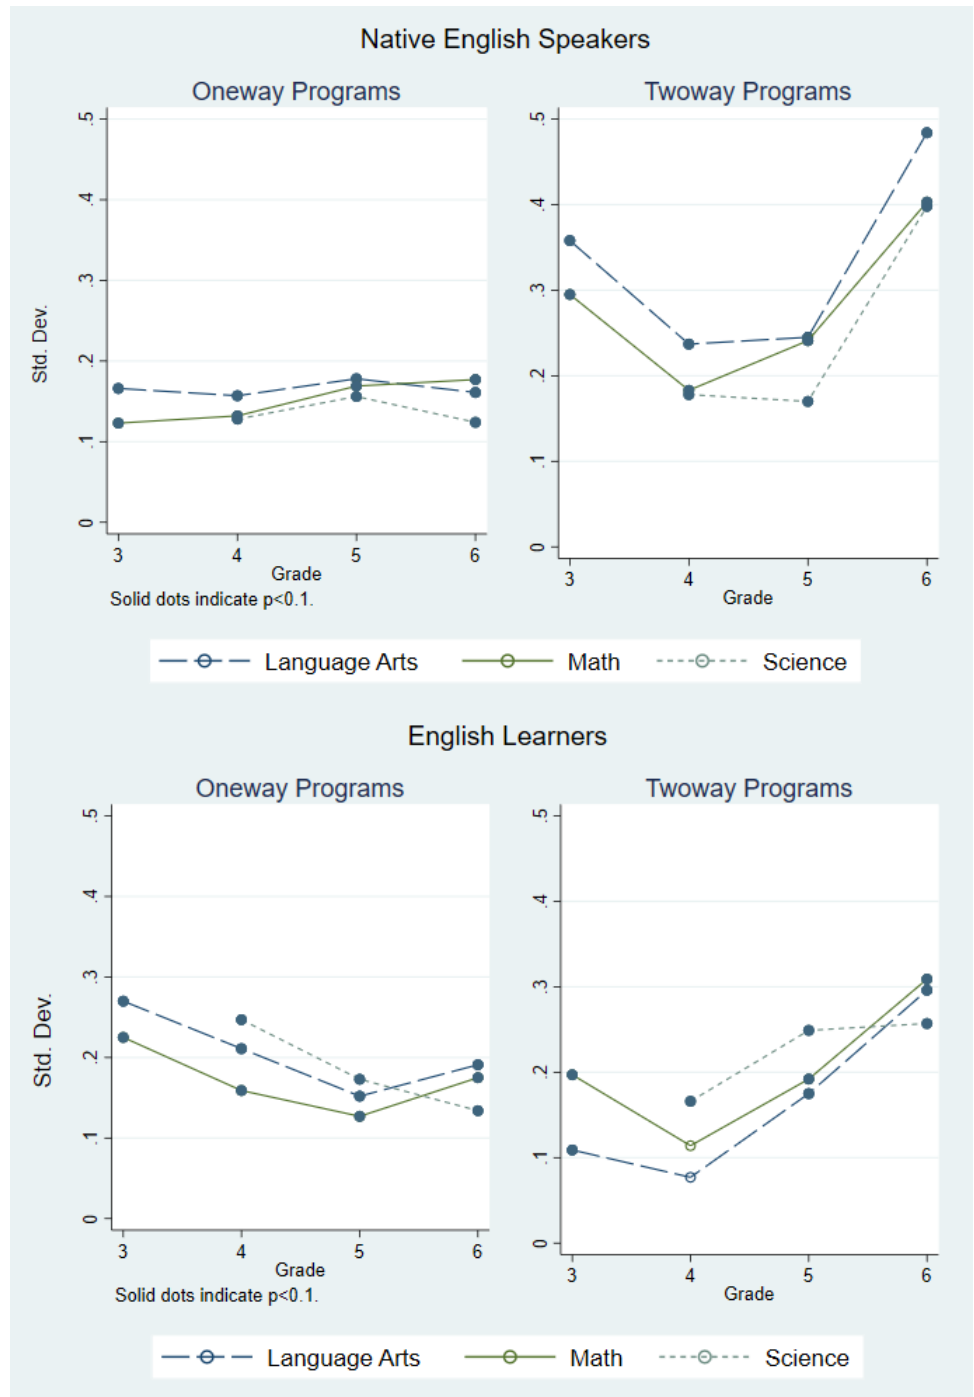 Native English Speakers
Oneway Programs
Twoway Programs
Std. Dev.
.5
.4
.3
.2
.1
0
3 4 5 6
Grade
Solid dots indicate p<0.1.
.5
.4
.3
.2
.1
0
3 4 5 6
Grade
Language Arts Math Science
English Learners
Oneway Programs
Twoway Programs
Std. Dev.
.5
.4
.3
.2
.1
0
3 4 5 6
Grade
Solid dots indicate p<0.1.
.5
.4
.3
.2
.1
0
3 4 5 6
Grade
Language Arts Math Science